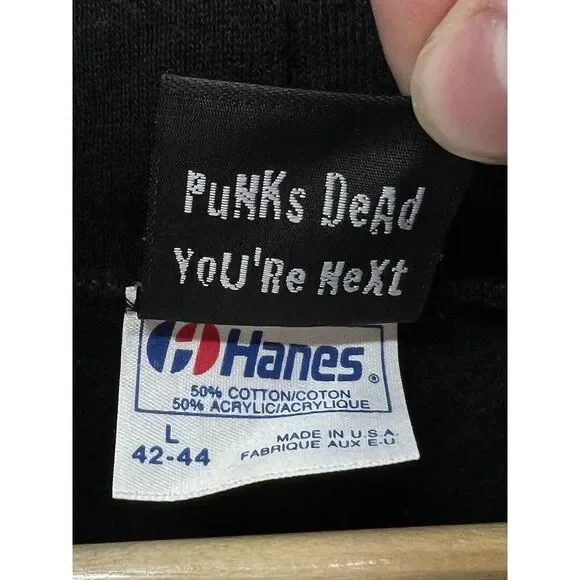 PuNKs DeAd
YoU'Re NeXt
Hanes®
50% COTTON/COTON
50% ACRYLIC/ACRYLIQUE
L
42-44
MADE IN U.S.A.
FABRIQUE AUX E-U